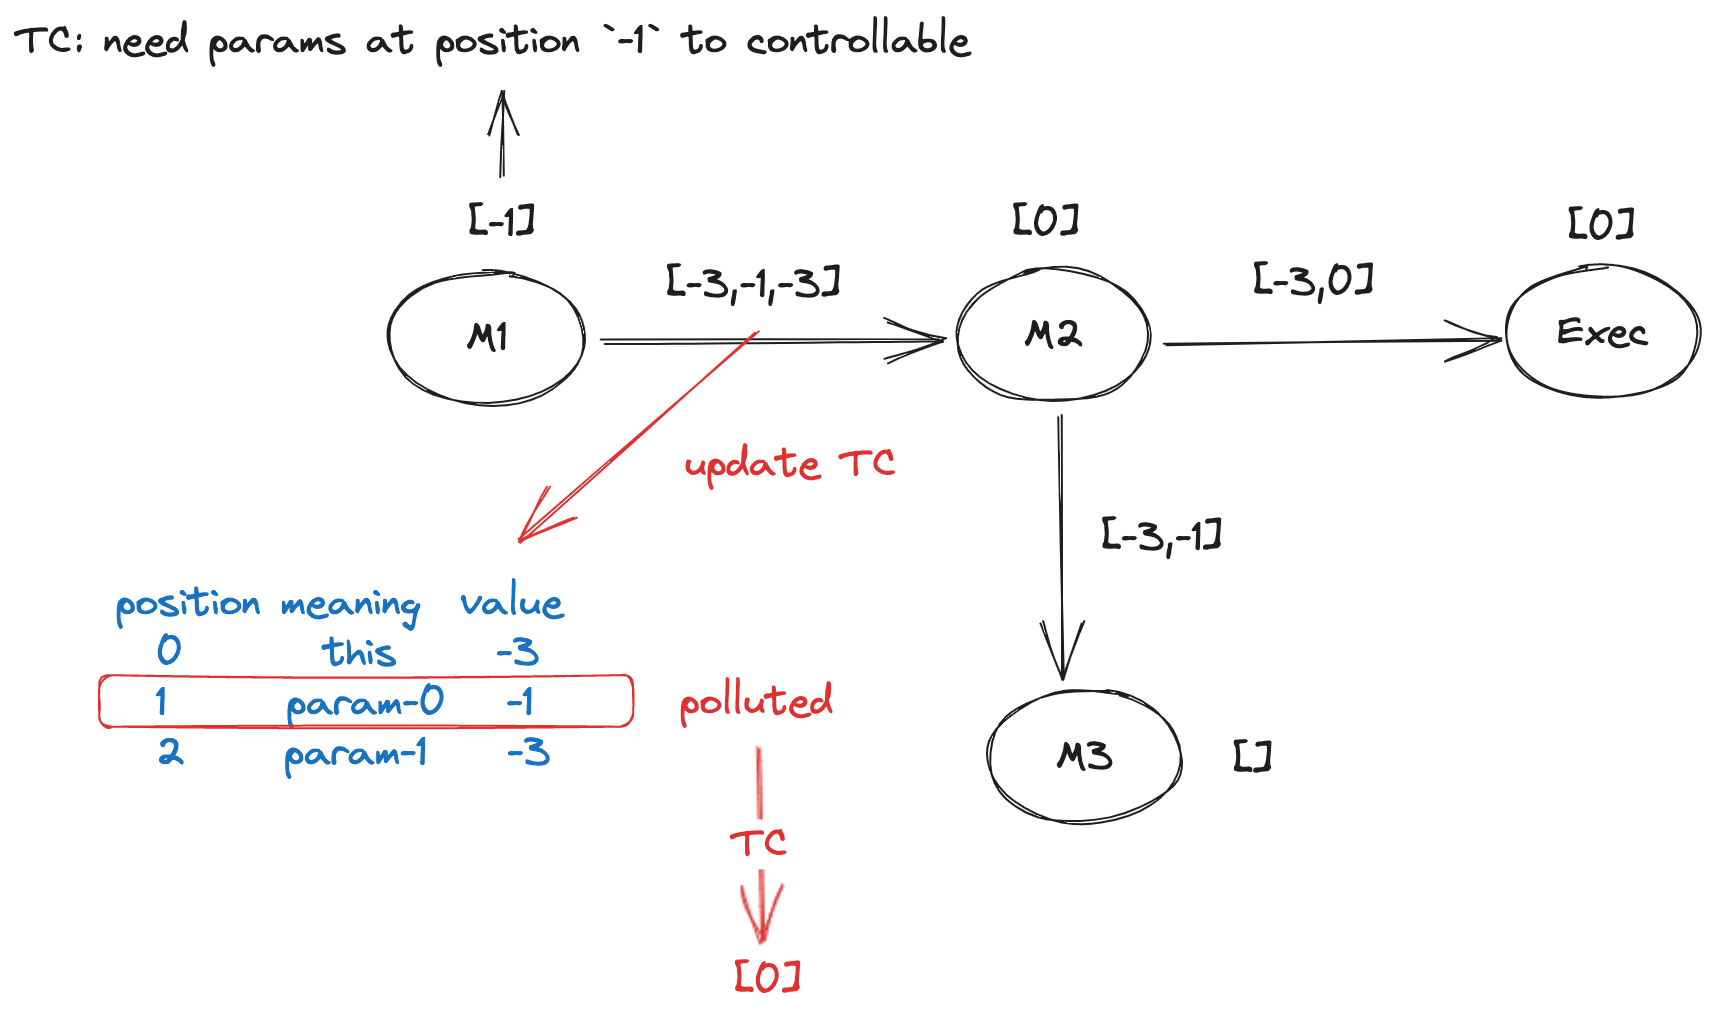 TC: need params at position `-1` to controllable
[-1]
[0]
[0]
[-3,-1,-3]
[-3,0]
M1
M2
Exec
update TC
[-3,-1]
position meaning value
0 this -3
1 param-0 -1
polluted
2 param-1 -3
M3
[]
TC
[0]